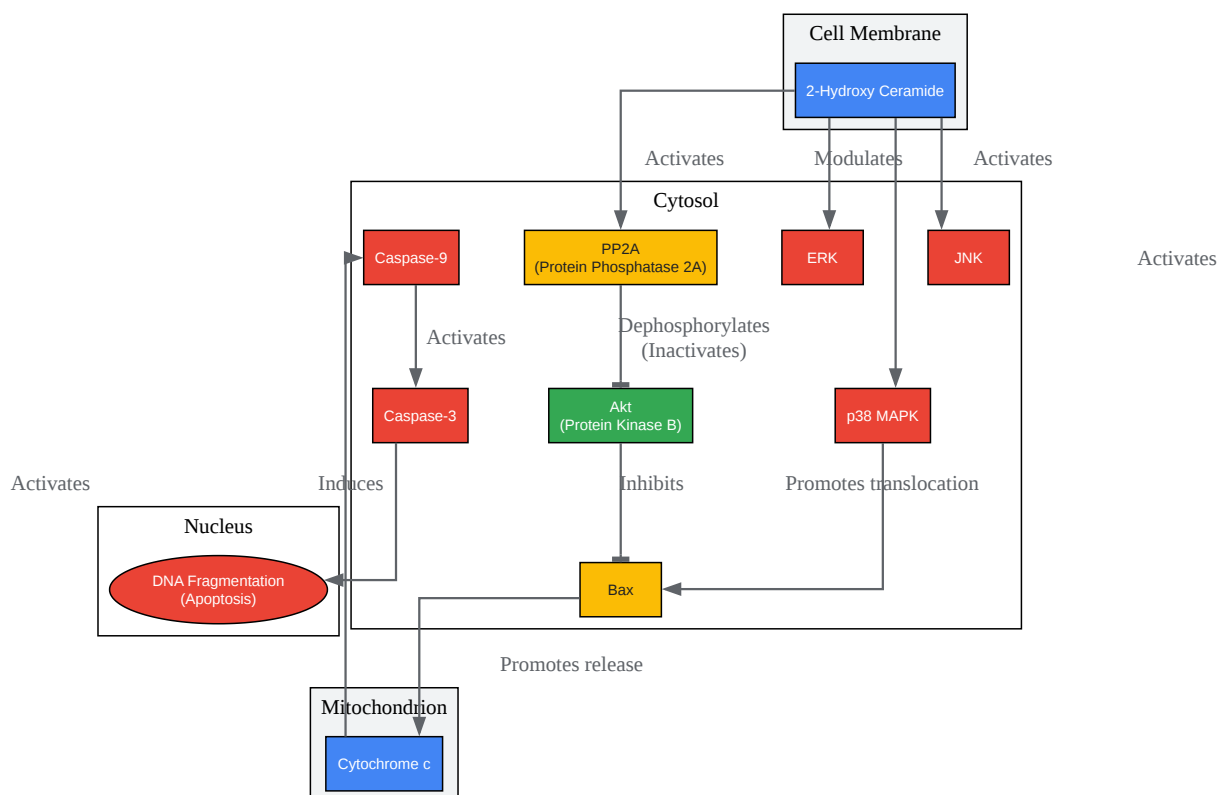 Cell Membrane
2-Hydroxy Ceramide
Activates
Modulates
Activates
Cytosol
Caspase-9
PP2A
(Protein Phosphatase 2A)
ERK
JNK
Activates
Activates
Dephosphorylates
(Inactivates)
Caspase-3
Akt
(Protein Kinase B)
p38 MAPK
Activates
Induces
Inhibits
Promotes translocation
Nucleus
DNA Fragmentation
(Apoptosis)
Bax
Promotes release
Mitochondrion
Cytochrome c